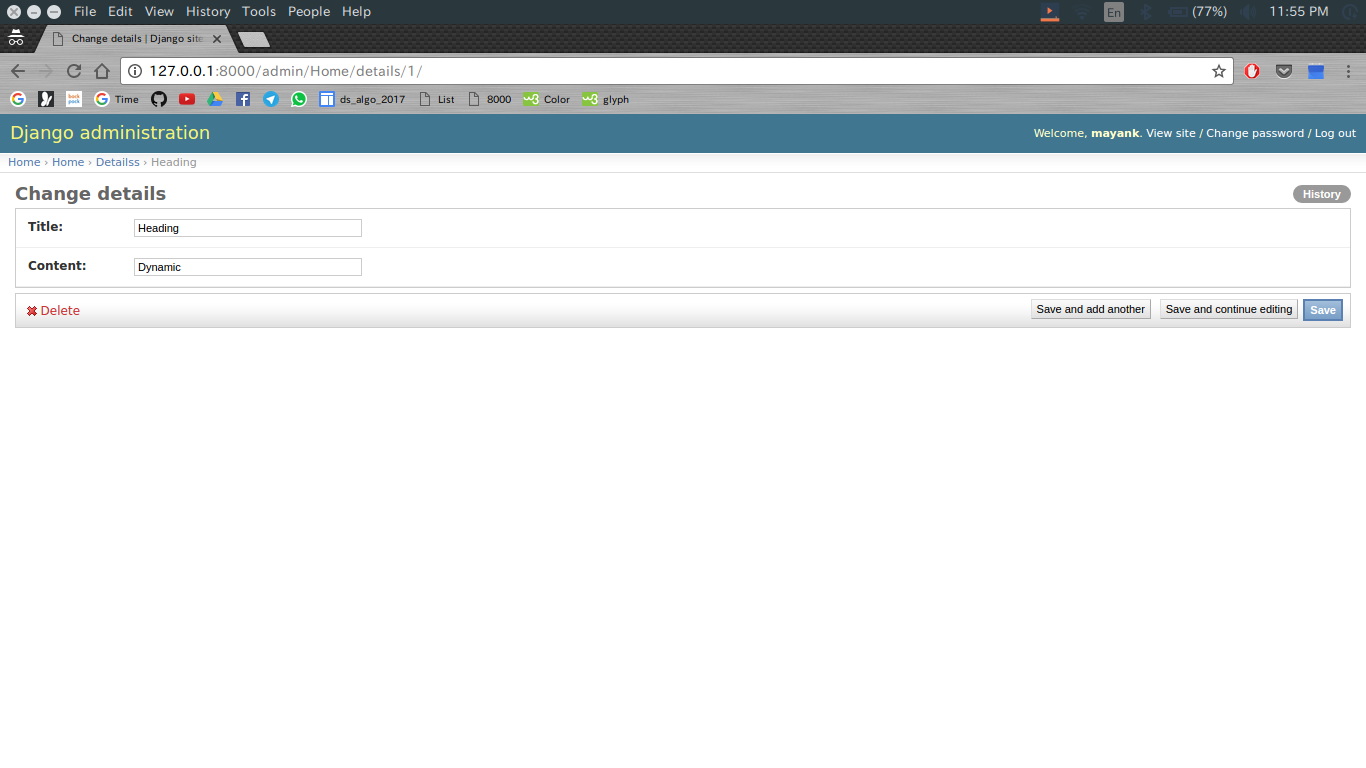 File Edit View History Tools People Help En (77%) 11:55 PM
Change details | Django site
127.0.0.1:8000/admin/Home/details/1/
Time ds_algo_2017 List 8000 Color glyph
Django administration Welcome, mayank. View site / Change password / Log out
Home › Home › Detailss › Heading
Change details History
Title: Heading
Content: Dynamic
Delete Save and add another Save and continue editing Save